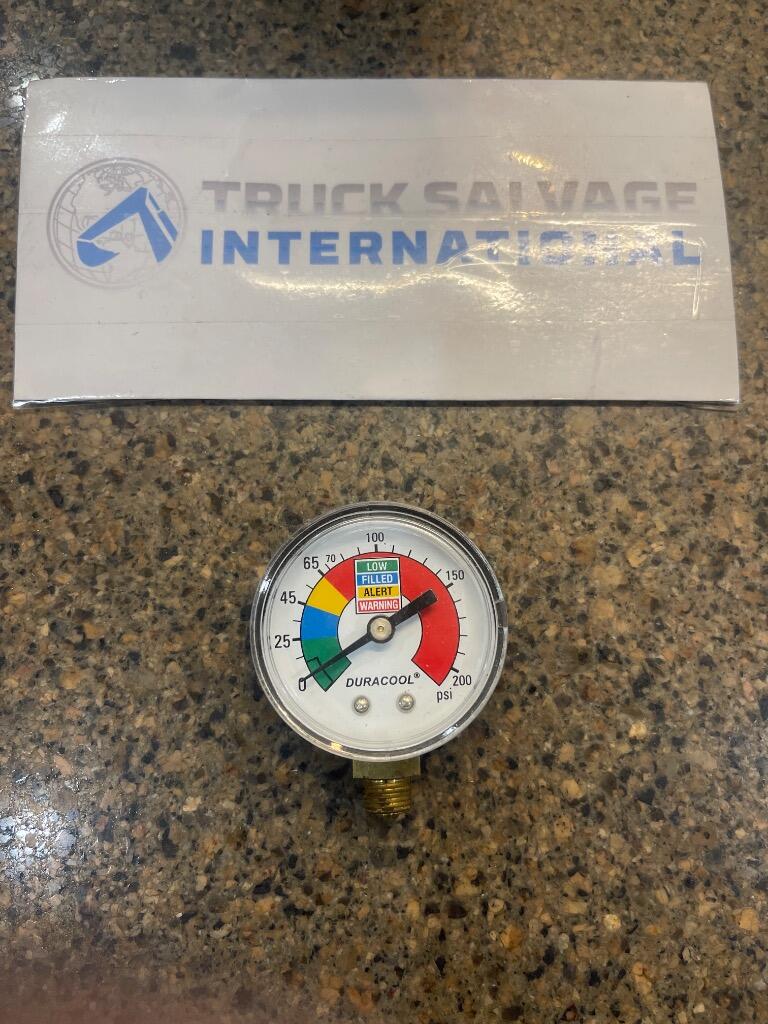 TRUCK SALVAGE
INTERNATIONAL
100
65 70
150
45
25
0
200
psi
LOW
FILLED
ALERT
WARNING
DURACOOL®